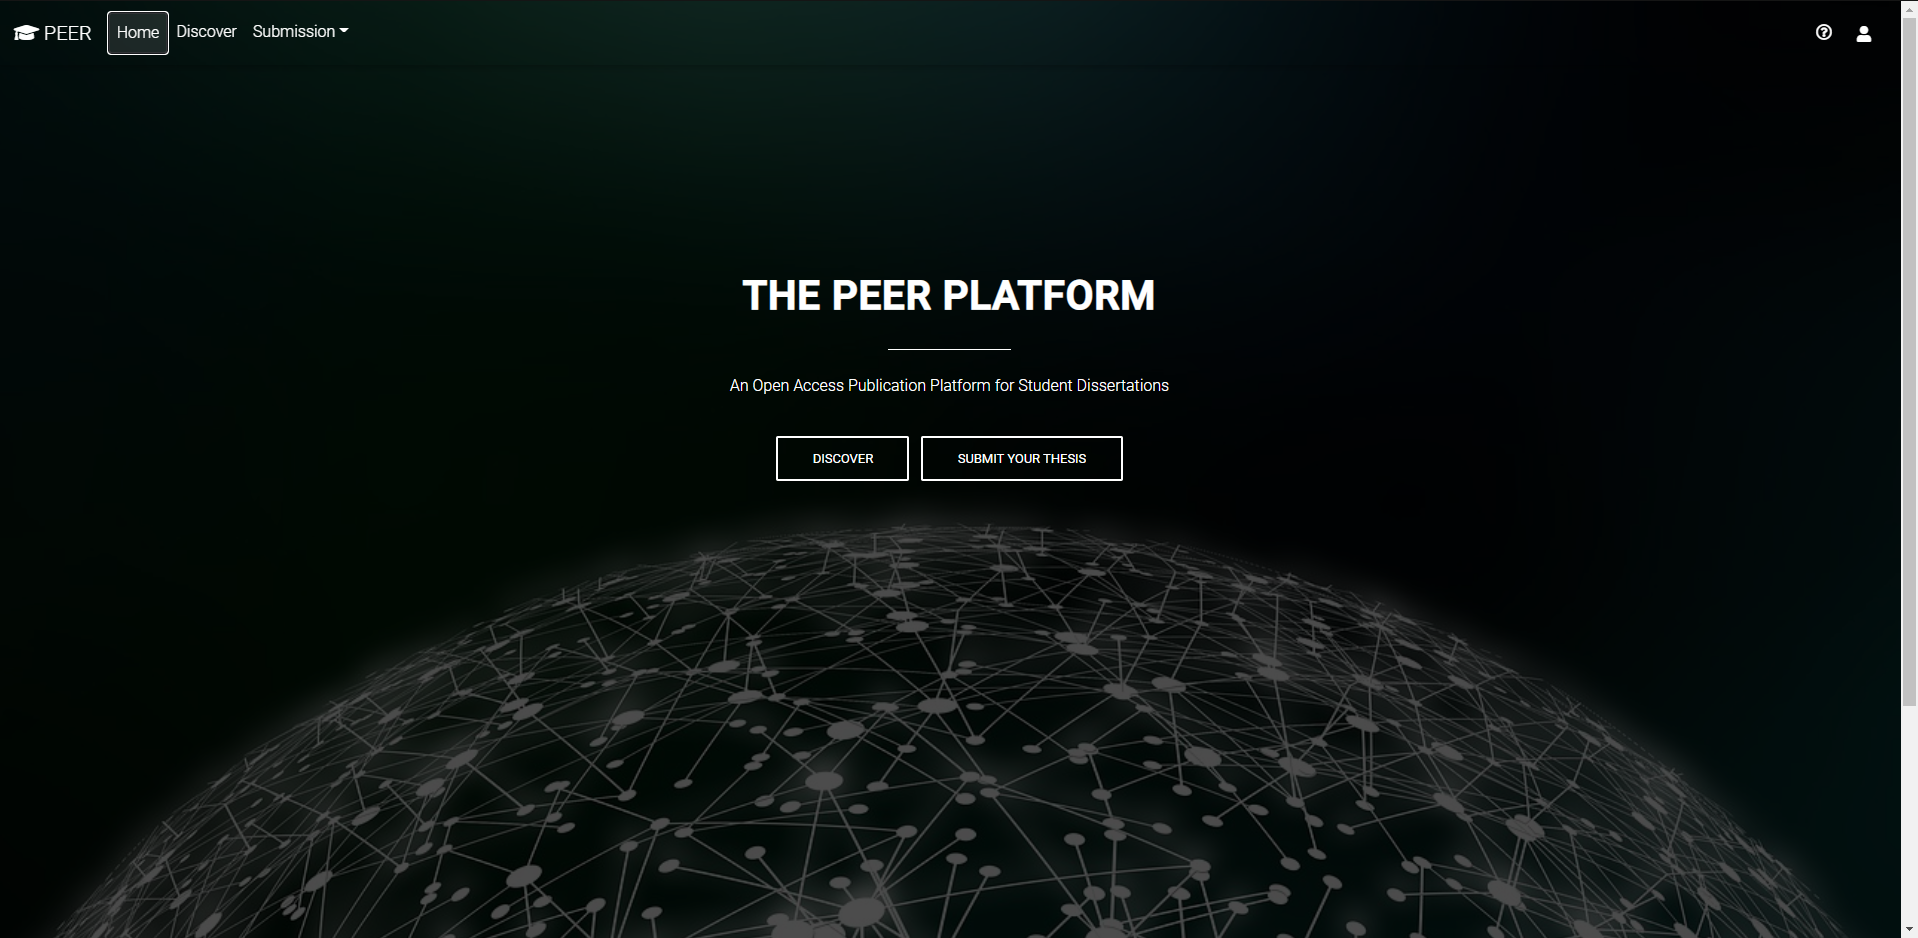 PEER Home Discover Submission
THE PEER PLATFORM
An Open Access Publication Platform for Student Dissertations
DISCOVER SUBMIT YOUR THESIS